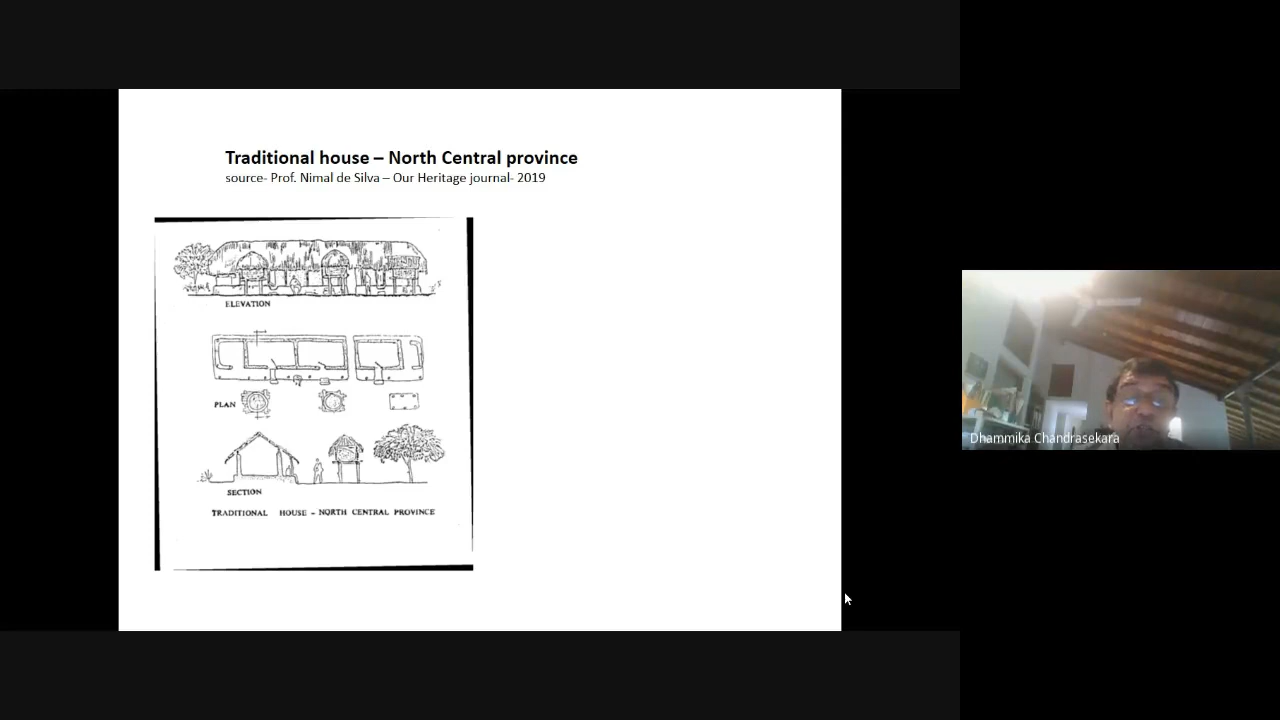 Traditional house – North Central province
source- Prof. Nimal de Silva – Our Heritage journal- 2019
ELEVATION
PLAN
SECTION
TRADITIONAL HOUSE – NORTH CENTRAL PROVINCE
Dhammika Chandrasekara